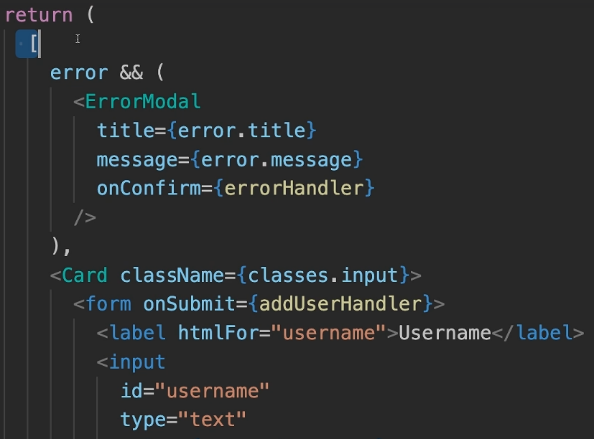 return (
[
error && (
<ErrorModal
title={error.title}
message={error.message}
onConfirm={errorHandler}
/>
),
<Card className={classes.input}>
<form onSubmit={addUserHandler}>
<label htmlFor="username">Username</label>
<input
id="username"
type="text"